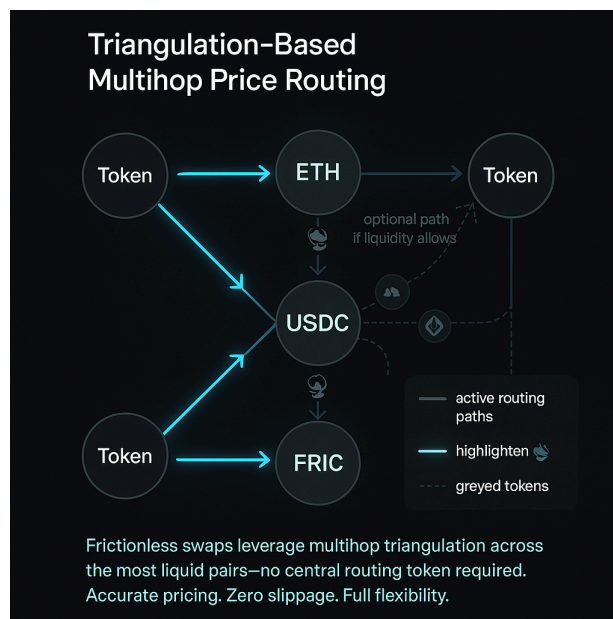 Triangulation-Based
Multihop Price Routing
Token
ETH
Token
optional path
if liquidity allows
USDC
Token
FRIC
active routing
paths
highlighten
greyed tokens
Frictionless swaps leverage multihop triangulation across
the most liquid pairs—no central routing token required.
Accurate pricing. Zero slippage. Full flexibility.